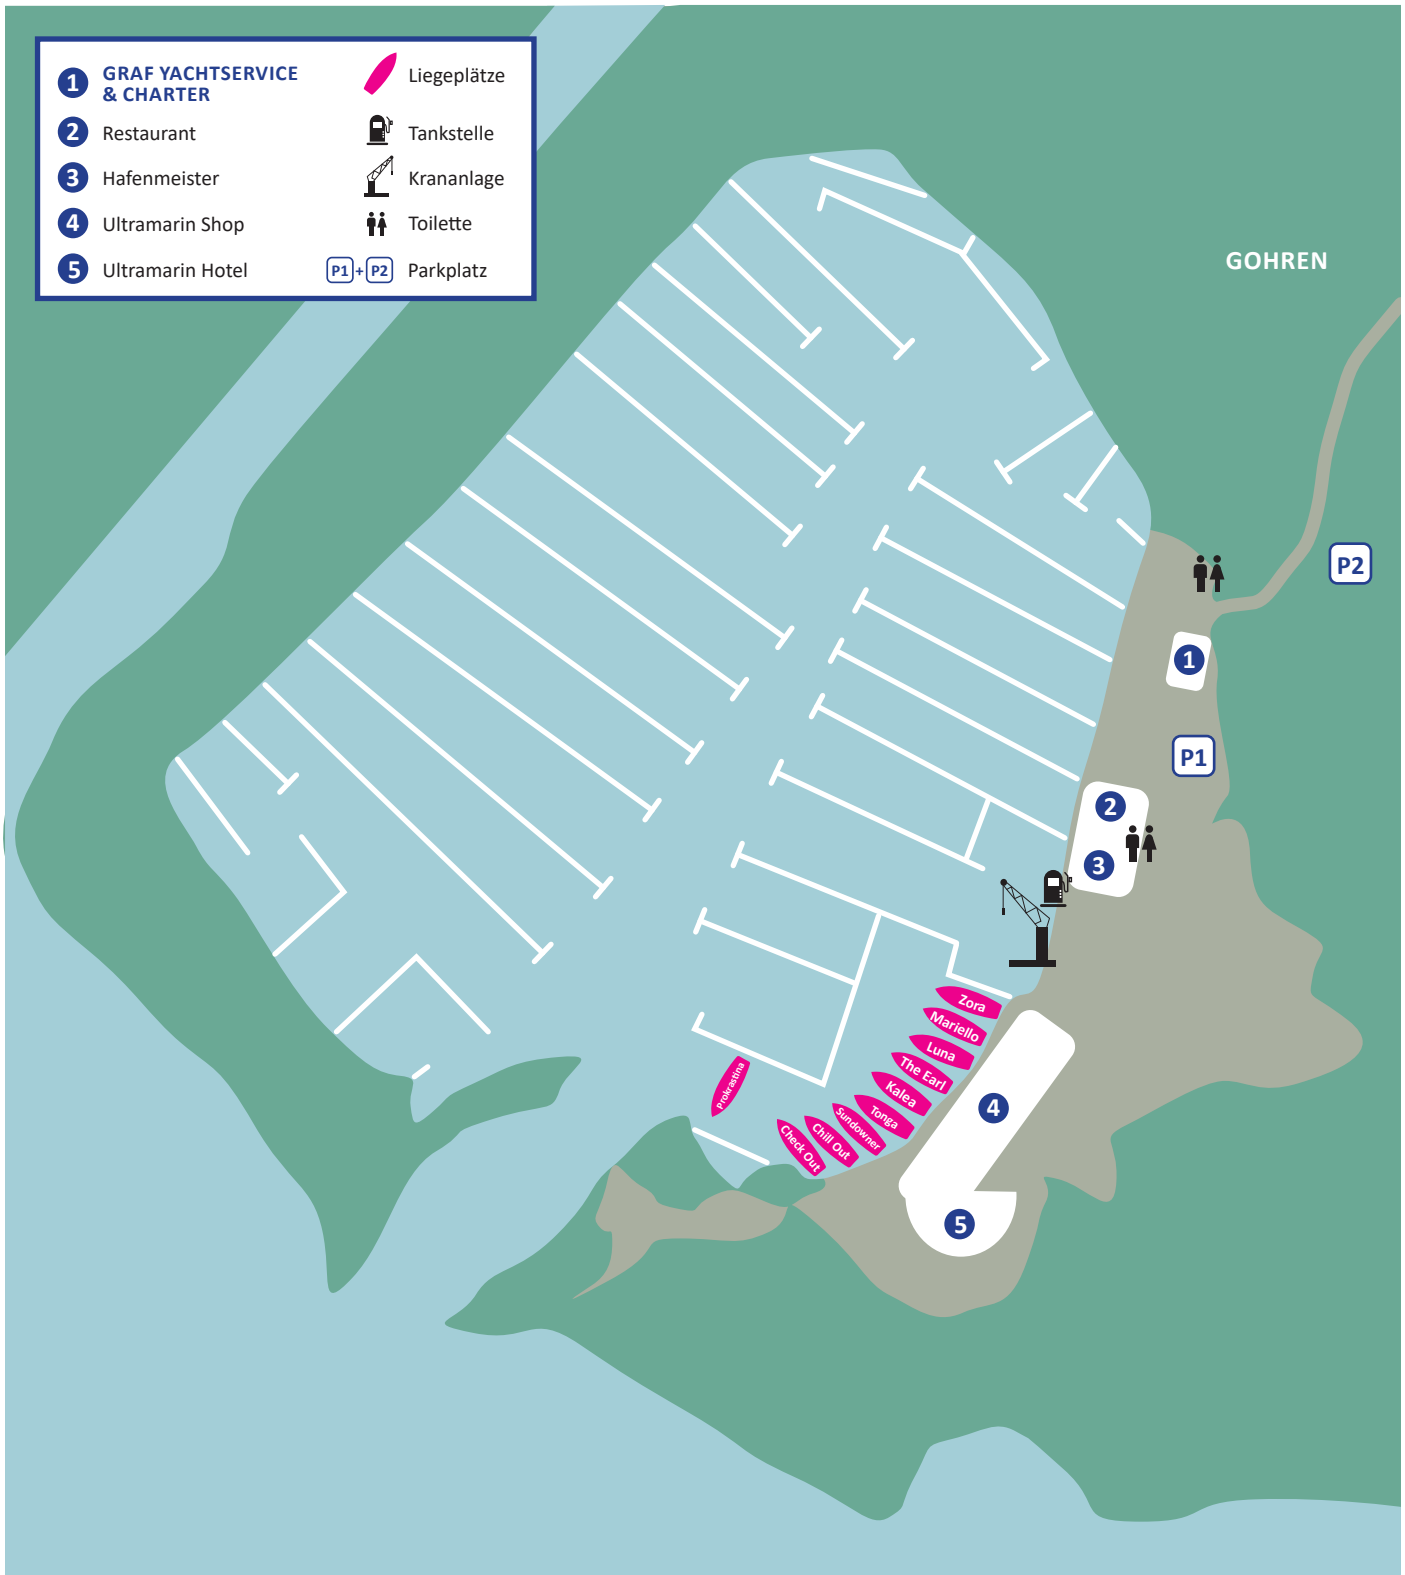 1 GRAF YACHTSERVICE
& CHARTER
2 Restaurant
3 Hafenmeister
4 Ultramarin Shop
5 Ultramarin Hotel
Liegeplätze
Tankstelle
Krananlage
Toilette
P1 + P2 Parkplatz
GOHREN
P2
1
P1
2
3
Zora
Mariello
Luna
The Earl
Kalea
Tonga
Sundowner
Chill Out
Check Out
Prokrastina
4
5